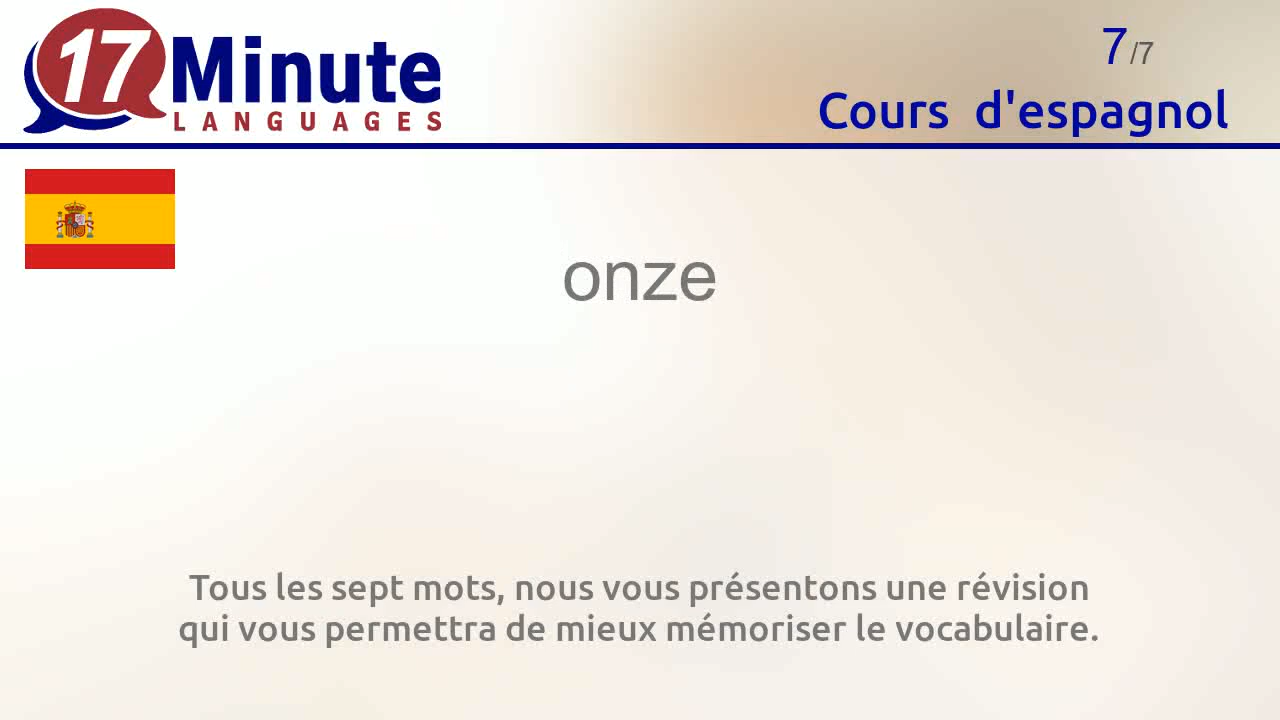 17 Minute
LANGUAGES
7/7
Cours d'espagnol
onze
Tous les sept mots, nous vous présentons une révision
qui vous permettra de mieux mémoriser le vocabulaire.